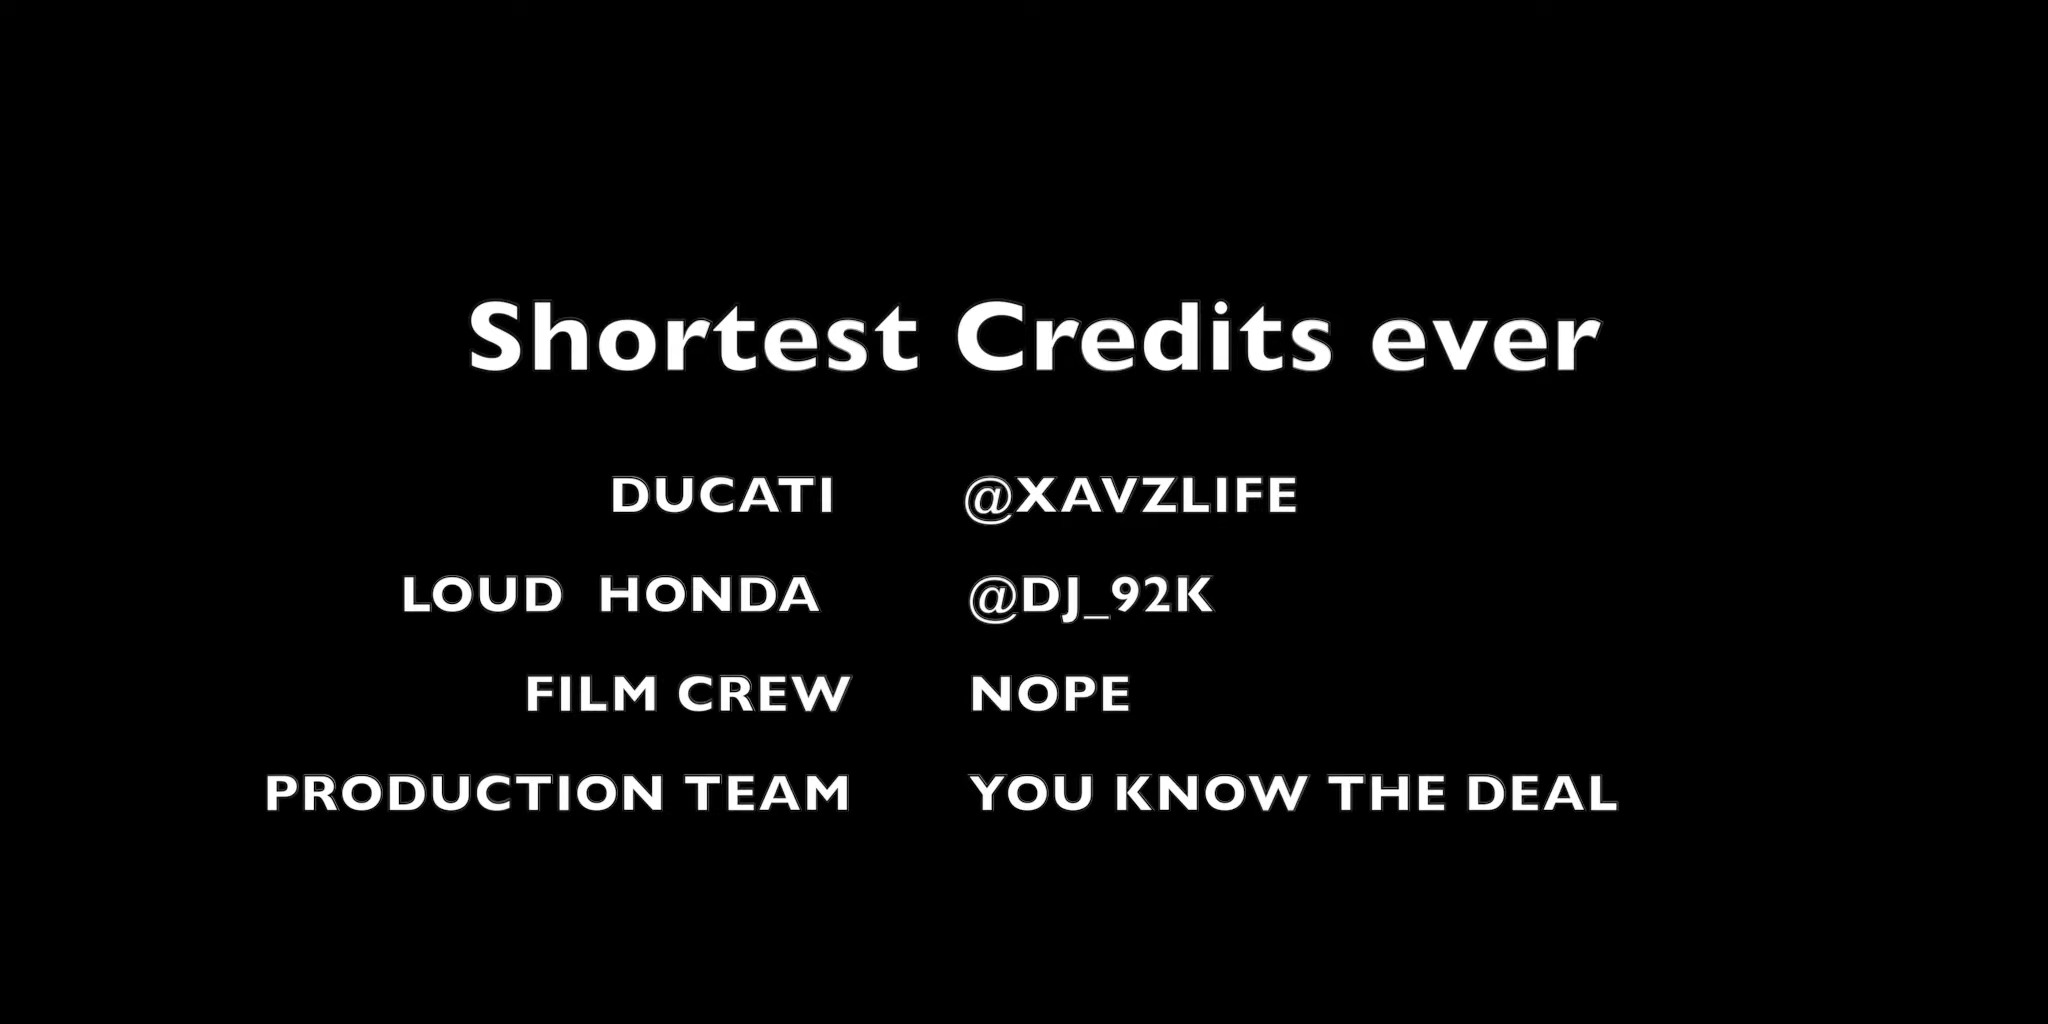 Shortest Credits ever
DUCATI @XAVZLIFE
LOUD HONDA @DJ_92K
FILM CREW NOPE
PRODUCTION TEAM YOU KNOW THE DEAL